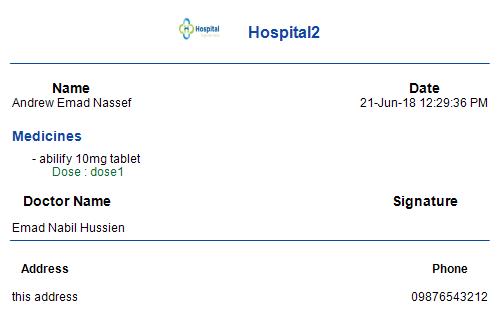 Hospital
Hospital2
Name Date
Andrew Emad Nassef 21-Jun-18 12:29:36 PM
Medicines
- abilify 10mg tablet
Dose : dose1
Doctor Name Signature
Emad Nabil Hussien
Address Phone
this address 09876543212